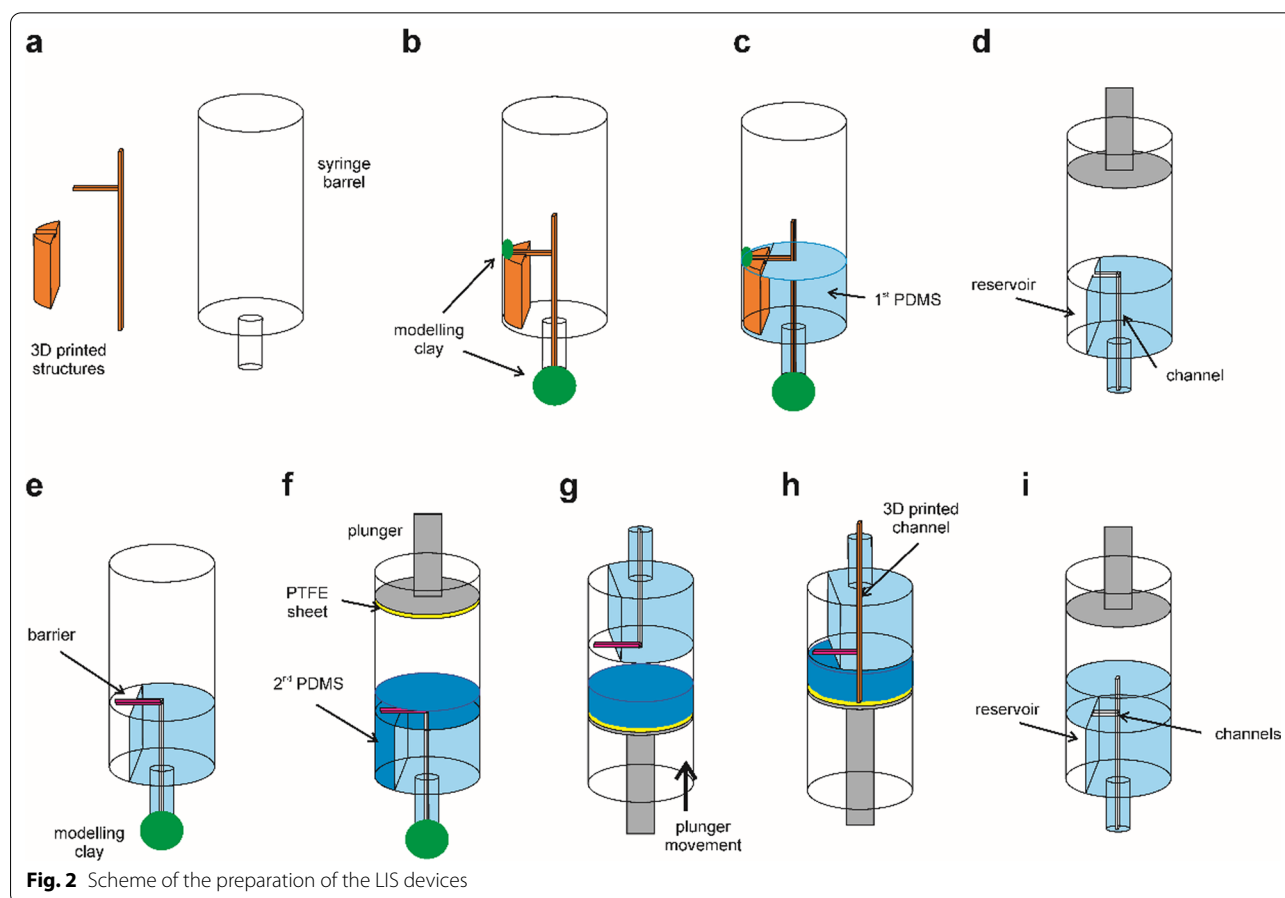 a
b
c
d
syringe
barrel
3D printed
structures
modelling
clay
1st PDMS
reservoir
channel
e
f
g
h
i
barrier
modelling
clay
plunger
PTFE
sheet
2nd PDMS
plunger
movement
3D printed
channel
reservoir
channels
Fig. 2 Scheme of the preparation of the LIS devices